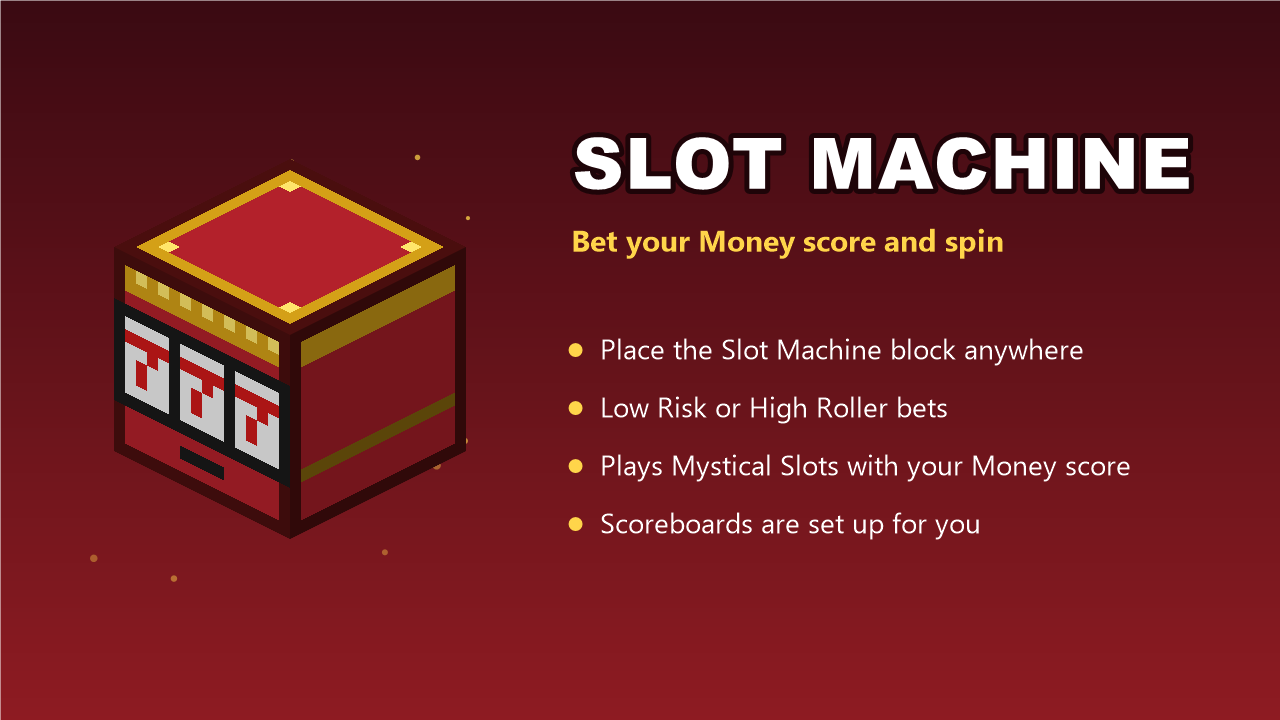 SLOT MACHINE
Bet your Money score and spin
Place the Slot Machine block anywhere
Low Risk or High Roller bets
Plays Mystical Slots with your Money score
Scoreboards are set up for you
777